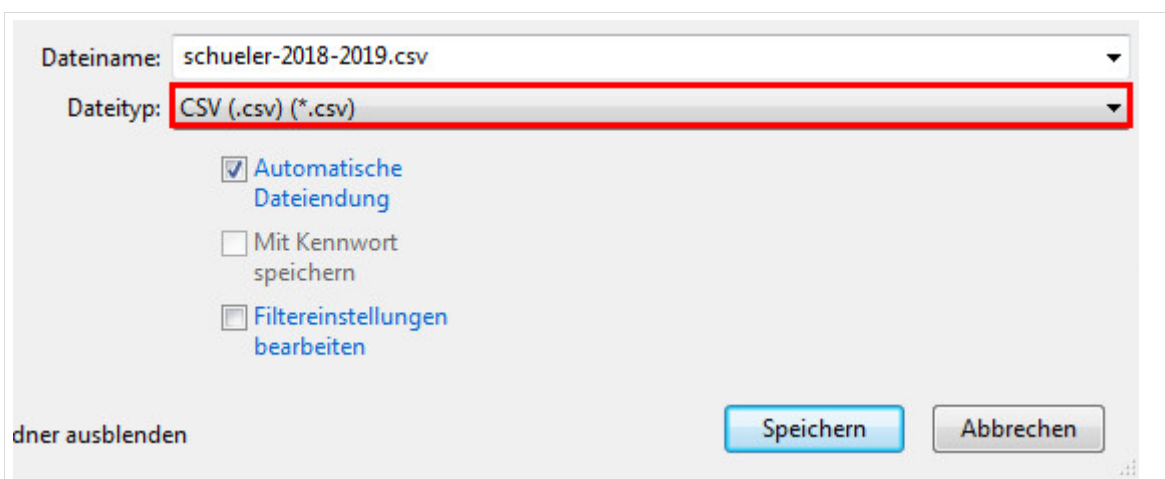 Dateiname: schueler-2018-2019.csv
Dateityp: CSV (.csv) (*.csv)
Automatische
Dateiendung
Mit Kennwort
speichern
Filtereinstellungen
bearbeiten
dner ausblenden
Speichern
Abbrechen